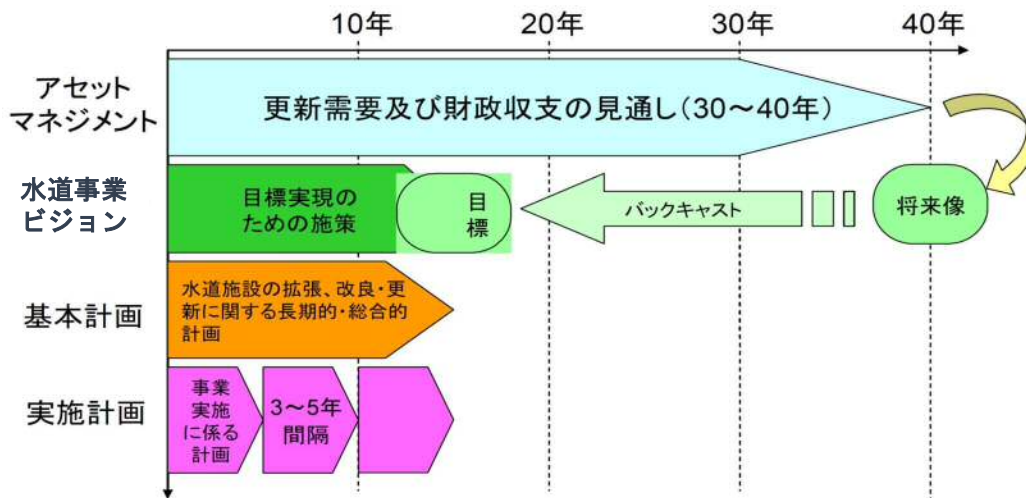 10年
20年
30年
40年
アセット
マネジメント
更新需要及び財政収支の見通し(30～40年)
水道事業
ビジョン
目標実現の
ための施策
目
標
バックキャスト
将来像
基本計画
水道施設の拡張、改良・更
新に関する長期的・総合的
計画
実施計画
事業
実施
に係る
計画
3～5年
間隔